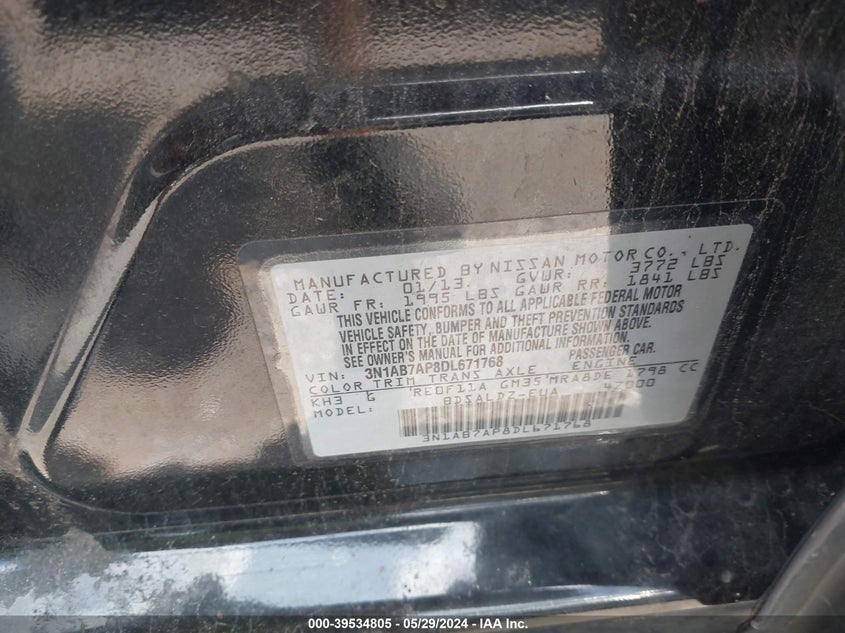 MANUFACTURED BY NISSAN MOTOR CO., LTD.
DATE: 01/13 GVWR: 3772 LBS
GAWR FR: 1995 LBS GAWR RR: 1841 LBS
THIS VEHICLE CONFORMS TO ALL APPLICABLE FEDERAL MOTOR
VEHICLE SAFETY, BUMPER AND THEFT PREVENTION STANDARDS
IN EFFECT ON THE DATE OF MANUFACTURE SHOWN ABOVE.
SEE OWNER'S MANUAL FOR ADDITIONAL INFORMATION.
VIN: 3N1AB7AP8DL671768 PASSENGER CAR.
COLOR TRIM TRANS AXLE ENGINE
KH3 G RE0F11A GM35 MRA8DE 1798 CC
MODEL: BDSALDZ-EUA 47000
3N1AB7AP8DL671768
000-39534805 - 05/29/2024 - IAA Inc.